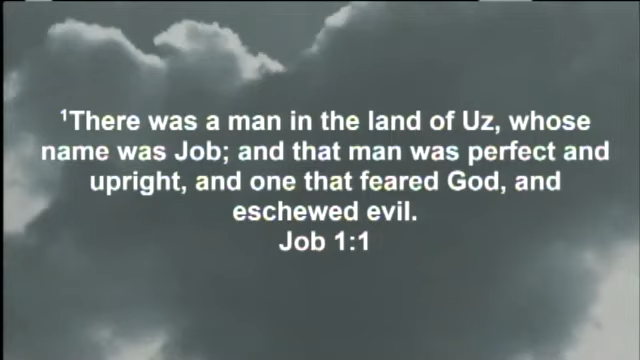 ¹There was a man in the land of Uz, whose
name was Job; and that man was perfect and
upright, and one that feared God, and
eschewed evil.
Job 1:1